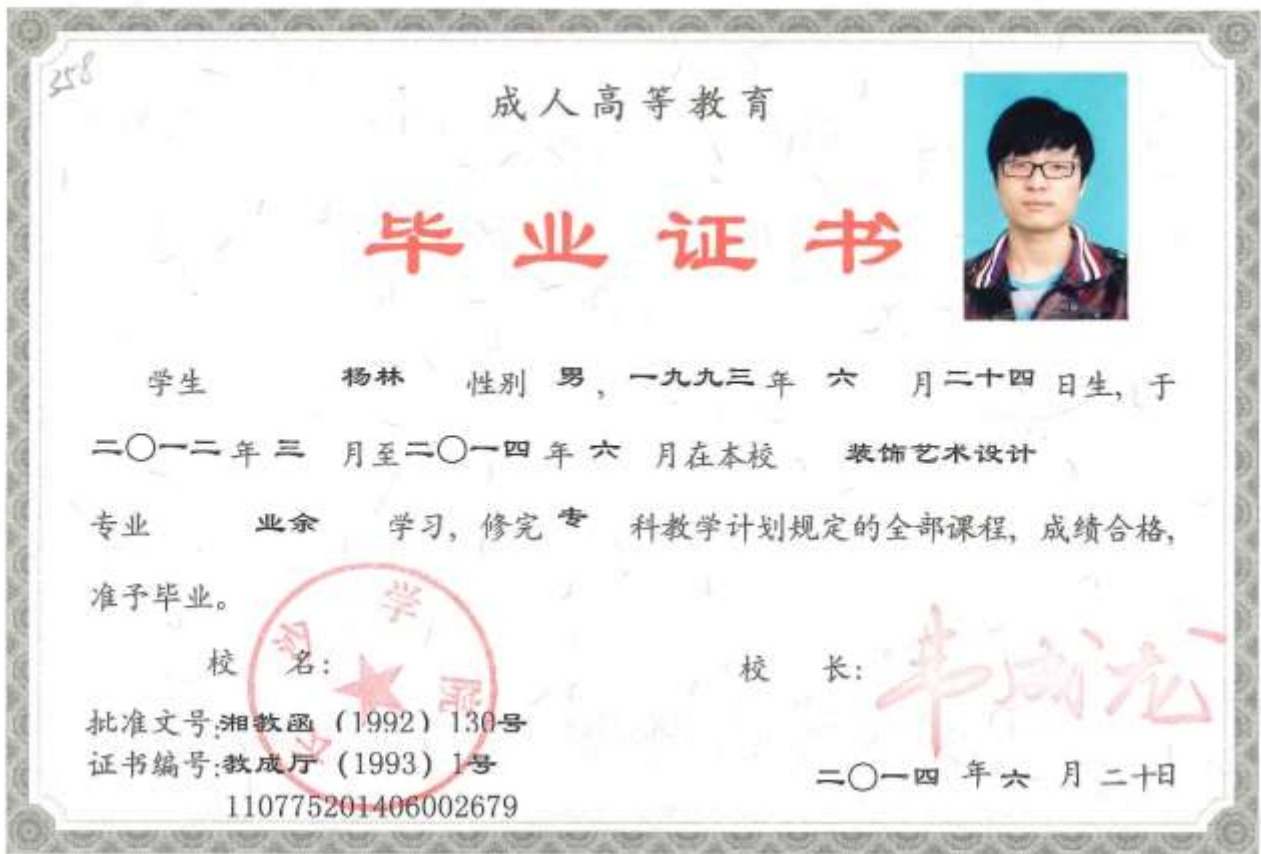 358
成人高等教育
毕业证书
学生 杨林 性别 男，一九九三年 六 月二十四日生，于
二〇一二年三 月至二〇一四年六 月在本校 装饰艺术设计
专业 业余 学习，修完 专 科教学计划规定的全部课程，成绩合格，
准予毕业。
学院
校 名：
校 长：
批准文号:湘教函（1992）130号
证书编号:教成厅（1993）1号
110775201406002679
二〇一四 年六 月二十日